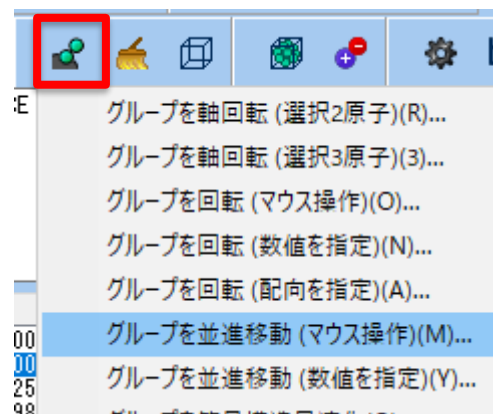 :E
グループを軸回転 (選択2原子)(R)...
グループを軸回転 (選択3原子)(3)...
グループを回転 (マウス操作)(O)...
グループを回転 (数値を指定)(N)...
グループを回転 (配向を指定)(A)...
00 グループを並進移動 (マウス操作)(M)...
00
25 グループを並進移動 (数値を指定)(Y)...
98